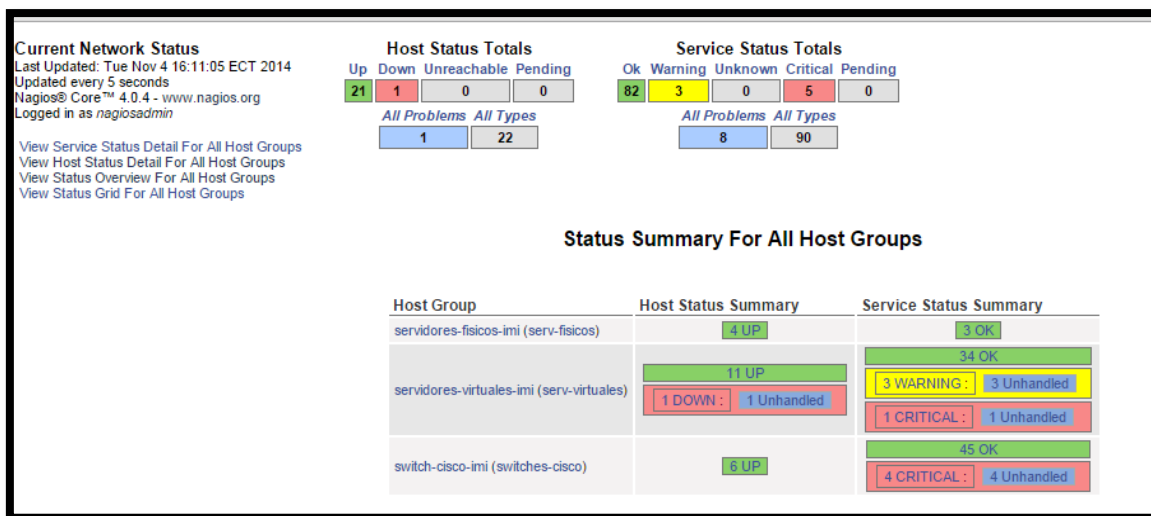 Current Network Status
Last Updated: Tue Nov 4 16:11:05 ECT 2014
Updated every 5 seconds
Nagios® Core™ 4.0.4 - www.nagios.org
Logged in as nagiosadmin
View Service Status Detail For All Host Groups
View Host Status Detail For All Host Groups
View Status Overview For All Host Groups
View Status Grid For All Host Groups
Host Status Totals
Up Down Unreachable Pending
21 1 0 0
All Problems All Types
1 22
Service Status Totals
Ok Warning Unknown Critical Pending
82 3 0 5 0
All Problems All Types
8 90
Status Summary For All Host Groups
Host Group Host Status Summary Service Status Summary
servidores-fisicos-imi (serv-fisicos) 4 UP 3 OK
servidores-virtuales-imi (serv-virtuales)
11 UP
1 DOWN : 1 Unhandled
34 OK
3 WARNING : 3 Unhandled
1 CRITICAL : 1 Unhandled
switch-cisco-imi (switches-cisco) 6 UP
45 OK
4 CRITICAL : 4 Unhandled